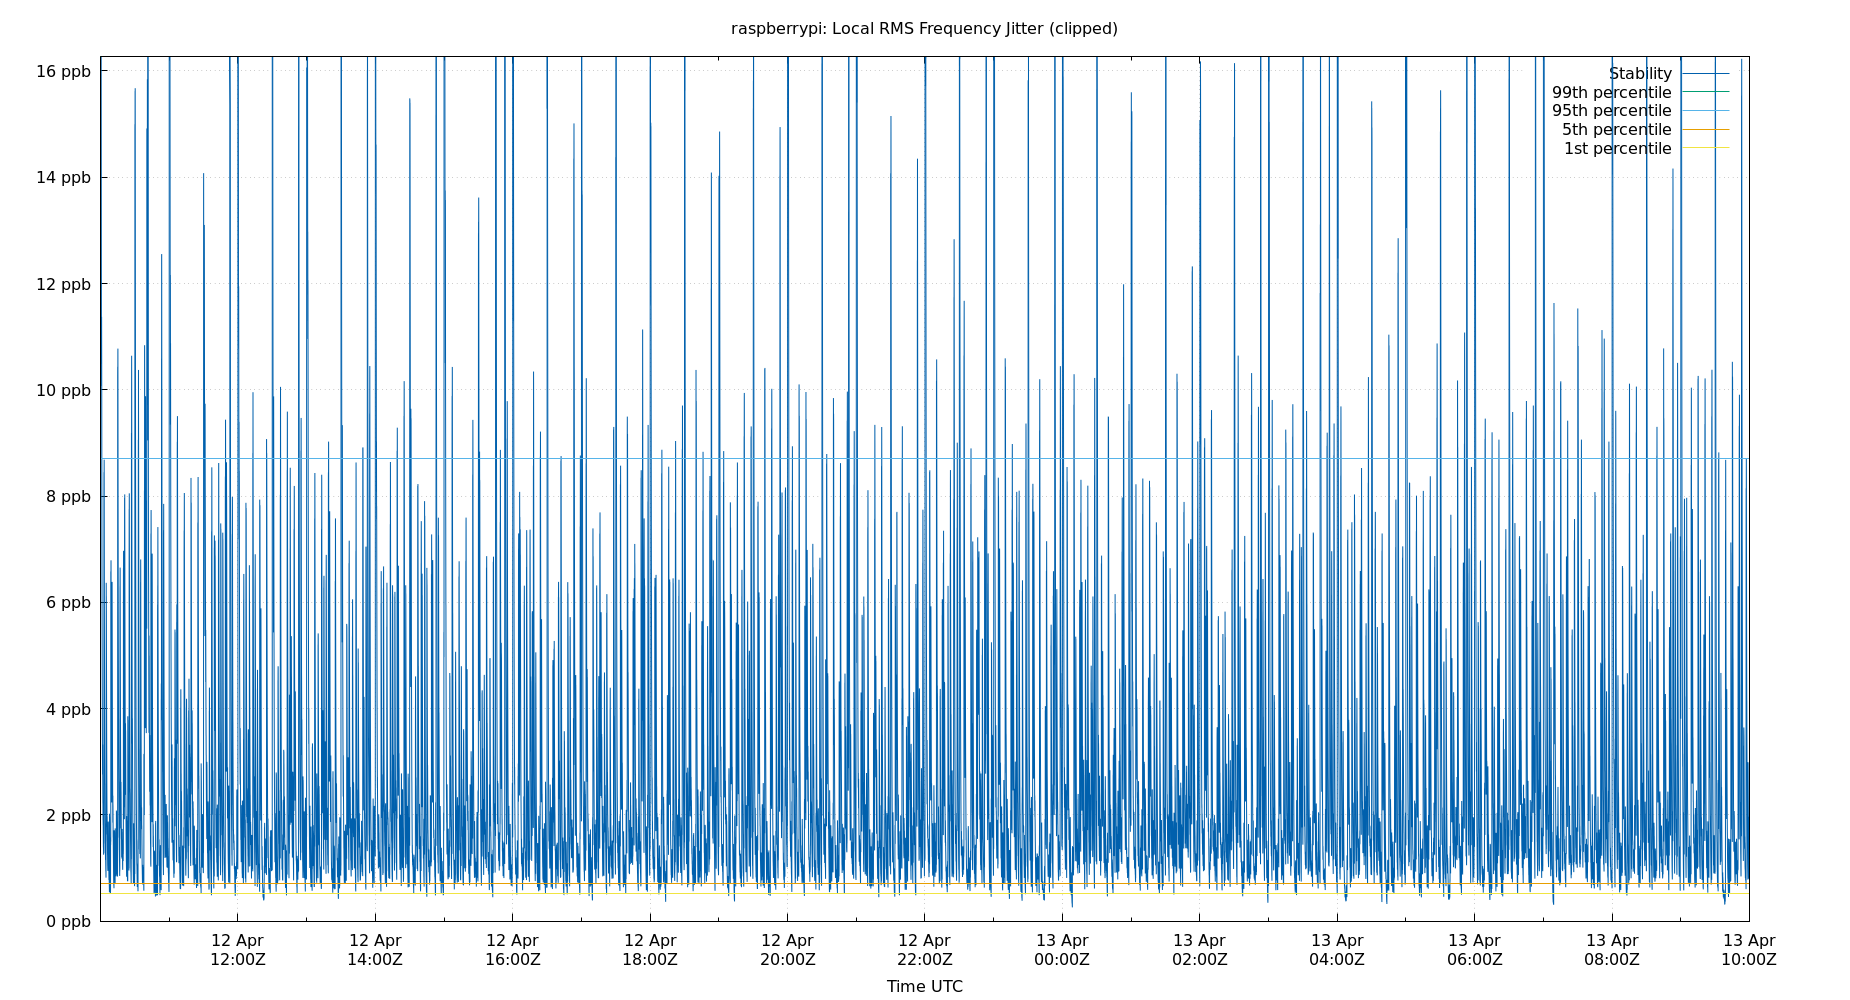 raspberrypi: Local RMS Frequency Jitter (clipped)
16 ppb
14 ppb
12 ppb
10 ppb
8 ppb
6 ppb
4 ppb
2 ppb
0 ppb
Stability
99th percentile
95th percentile
5th percentile
1st percentile
12 Apr
12:00Z
12 Apr
14:00Z
12 Apr
16:00Z
12 Apr
18:00Z
12 Apr
20:00Z
12 Apr
22:00Z
13 Apr
00:00Z
13 Apr
02:00Z
13 Apr
04:00Z
13 Apr
06:00Z
13 Apr
08:00Z
13 Apr
10:00Z
Time UTC